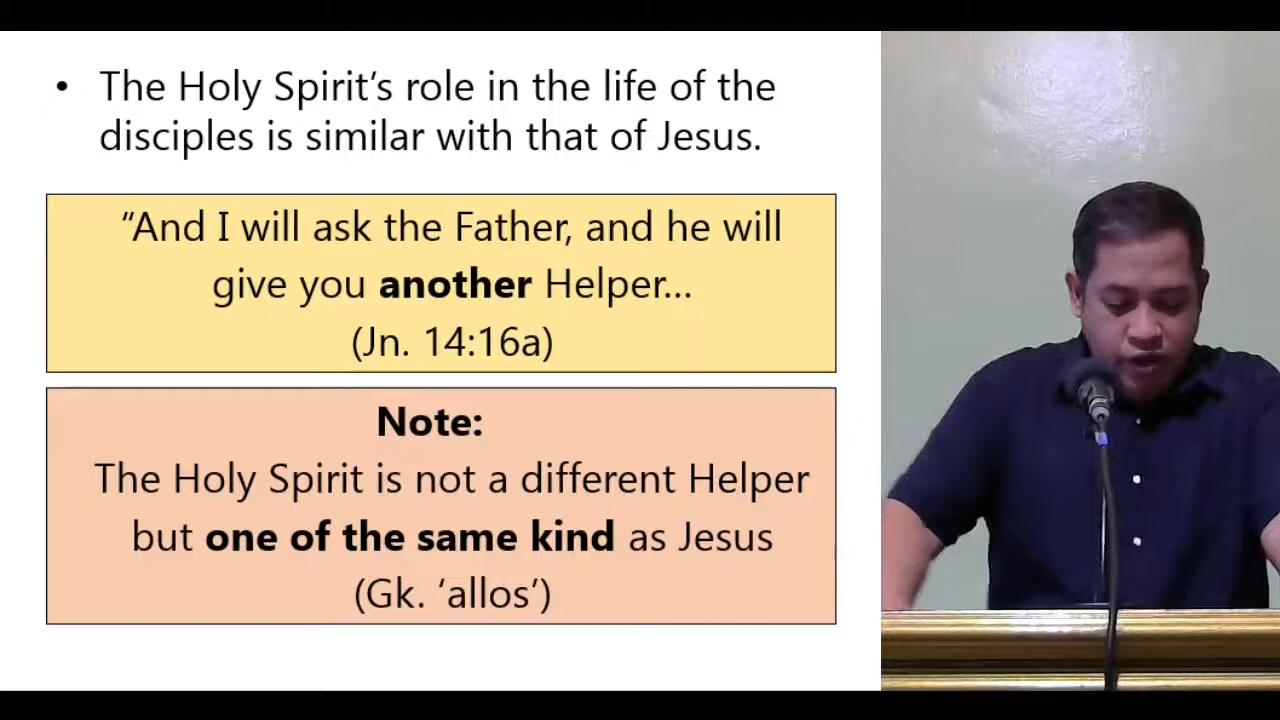 • The Holy Spirit’s role in the life of the
disciples is similar with that of Jesus.
“And I will ask the Father, and he will
give you another Helper...
(Jn. 14:16a)
Note:
The Holy Spirit is not a different Helper
but one of the same kind as Jesus
(Gk. ‘allos’)